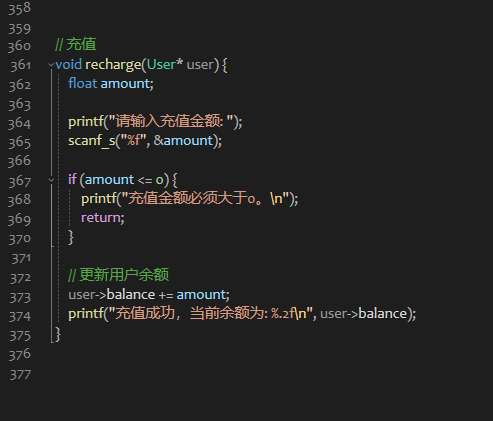 358
359
360 // 充值
361 void recharge(User* user) {
362 float amount;
363
364 printf("请输入充值金额: ");
365 scanf_s("%f", &amount);
366
367 if (amount <= 0) {
368 printf("充值金额必须大于0。\n");
369 return;
370 }
371
372 // 更新用户余额
373 user->balance += amount;
374 printf("充值成功，当前余额为: %.2f\n", user->balance);
375 }
376
377